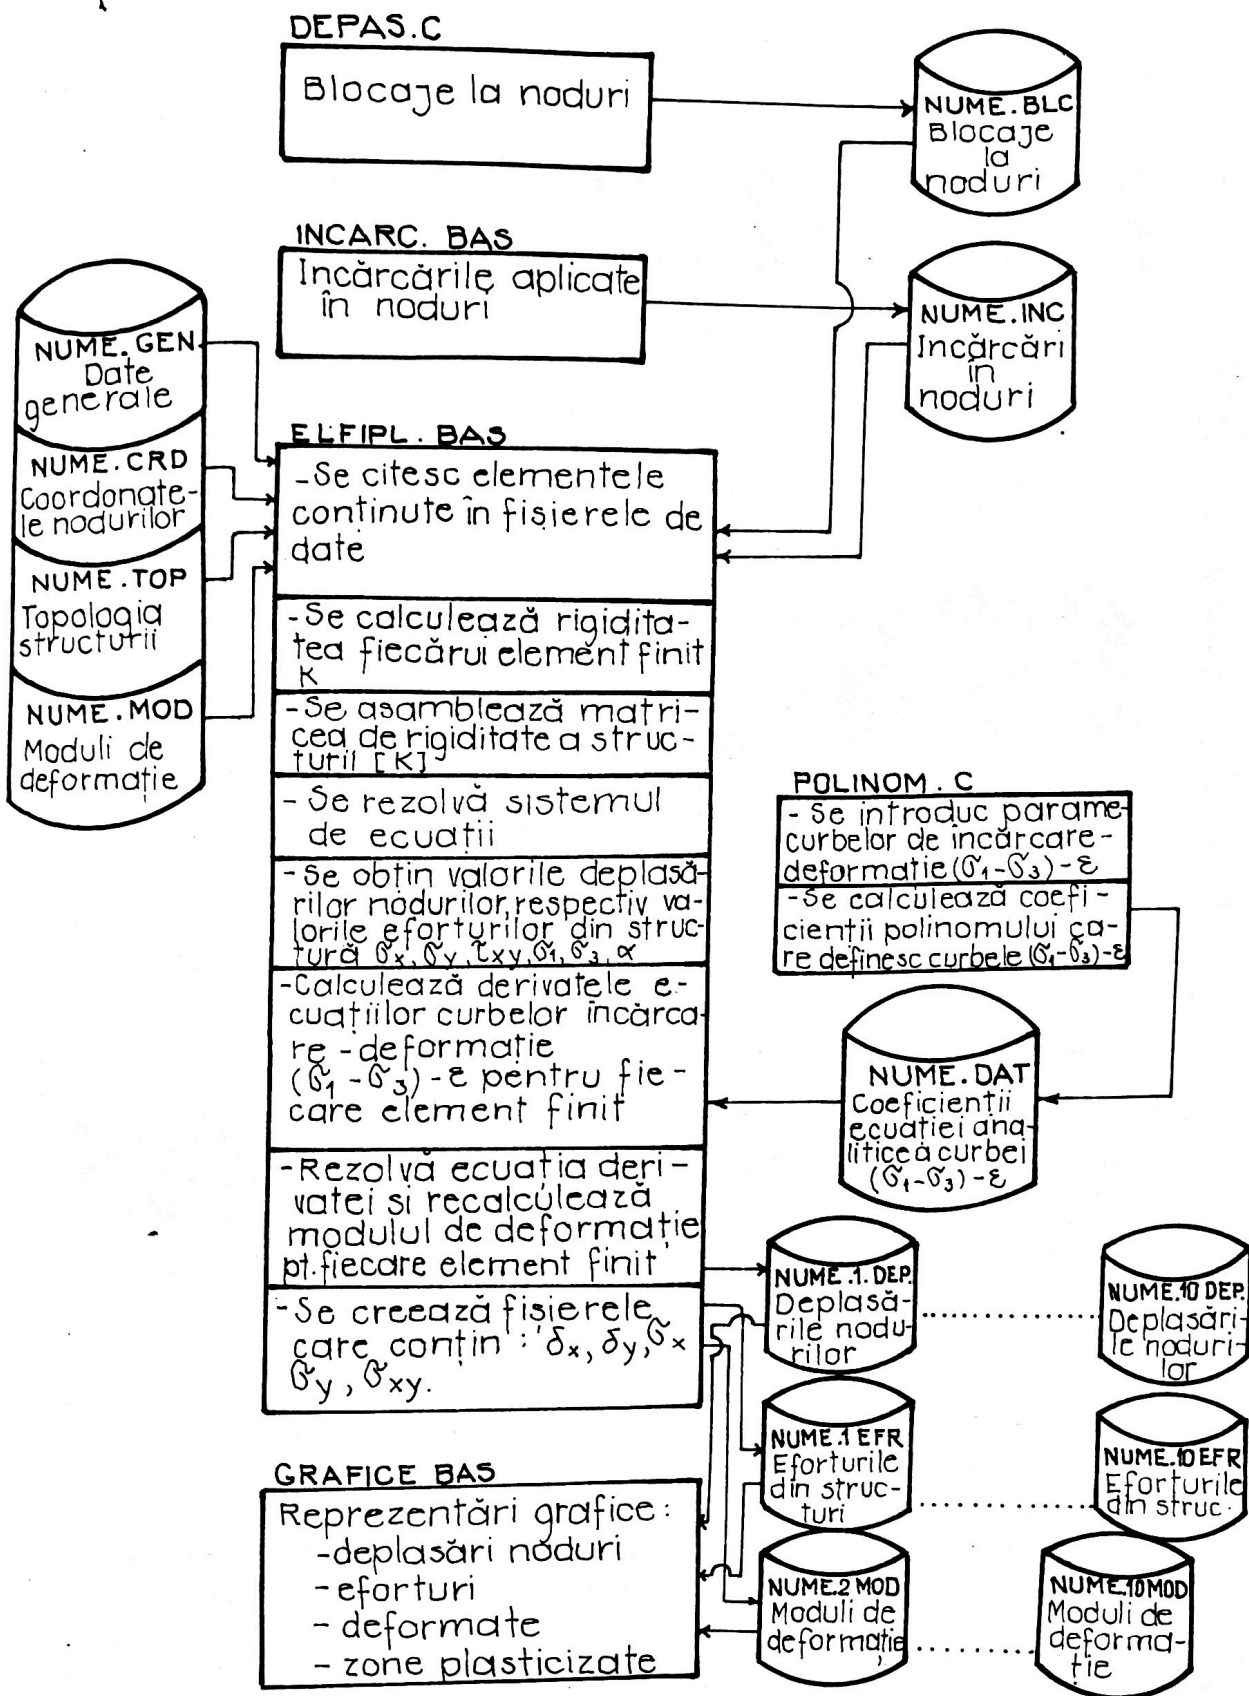 DEPAS.C
Blocaje la noduri
NUME.BLC
Blocaje
la
noduri
INCARC. BAS
Incărcările aplicate
în noduri
NUME.INC
Incărcări
în
noduri
NUME.GEN
Date
generale
NUME.CRD
Coordonate-
le nodurilor
NUME.TOP
Topologia
structurii
NUME.MOD
Moduli de
deformație
ELFIPL. BAS
-Se citesc elementele
continute în fisierele de
date
-Se calculează rigidita-
tea fiecărui element finit
K
-Se asamblează matri-
cea de rigiditate a struc-
turii [K]
- Se rezolvă sistemul
de ecuații
-Se obtin valorile deplasă-
rilor nodurilor, respectiv va-
lorile eforturilor din struc-
tură σx, σy, τxy, σ1, σ3, α
-Calculează derivatele e-
cuațiilor curbelor încărca-
re -deformație
(σ1 - σ3) - ε pentru fie-
care element finit
-Rezolvă ecuația deri-
vatei si recalculează
modulul de deformație
pt. fiecare element finit
-Se creează fisierele
care conțin : δx, δy, σx
σy, σxy.
POLINOM. C
- Se introduc parame-
curbelor de încărcare-
deformatie (σ1-σ3)-ε
-Se calculează coefi-
cientii polinomului ca-
re definesc curbele (σ1-σ3)-ε
NUME.DAT
Coeficienții
ecuației ana-
litice a curbei
(σ1-σ3)-ε
NUME.1.DEP.
Deplasă-
rile nodu-
rilor
NUME.10 DEP.
Deplasări-
le noduri-
lor
NUME.1 EFR
Eforturile
din struc-
turi
NUME.10 EFR
Eforturile
din struc.
NUME.2 MOD
Moduli de
deformație
NUME.10MOD
Moduli de
deforma-
ție
GRAFICE BAS
Reprezentări grafice:
-deplasări noduri
-eforturi
- deformate
- zone plasticizate